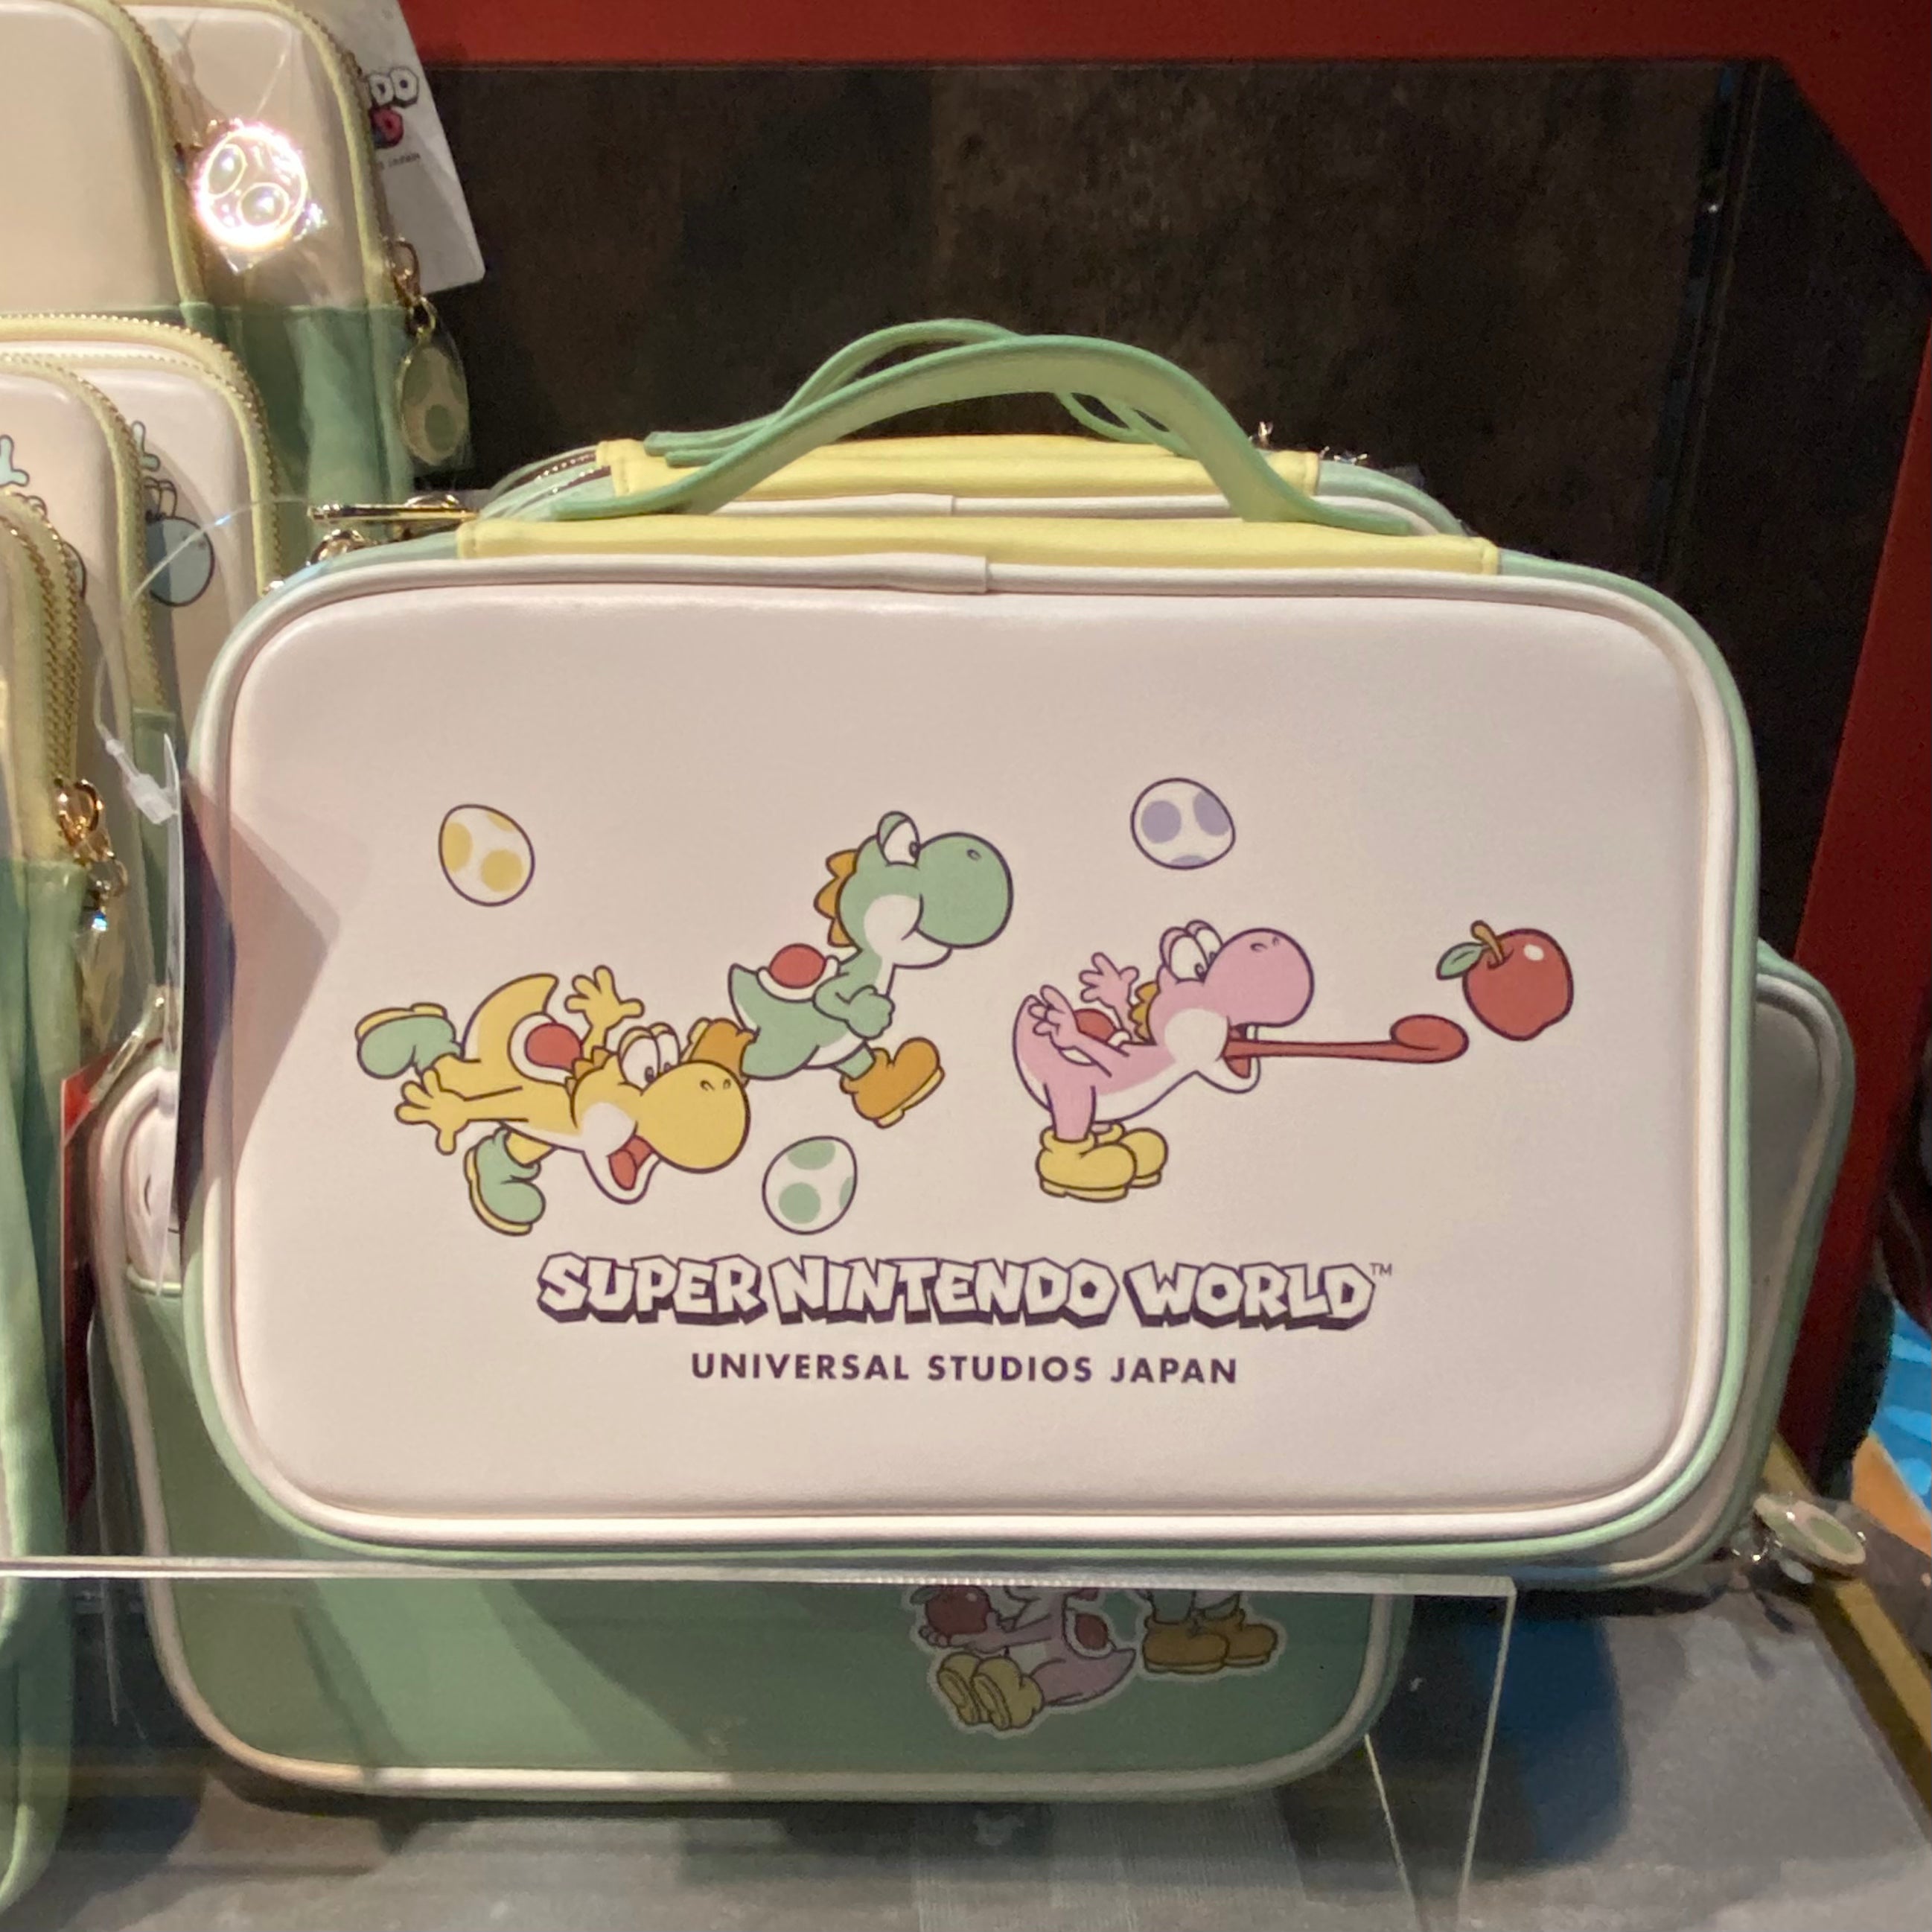 SUPER NINTENDO WORLD™
UNIVERSAL STUDIOS JAPAN